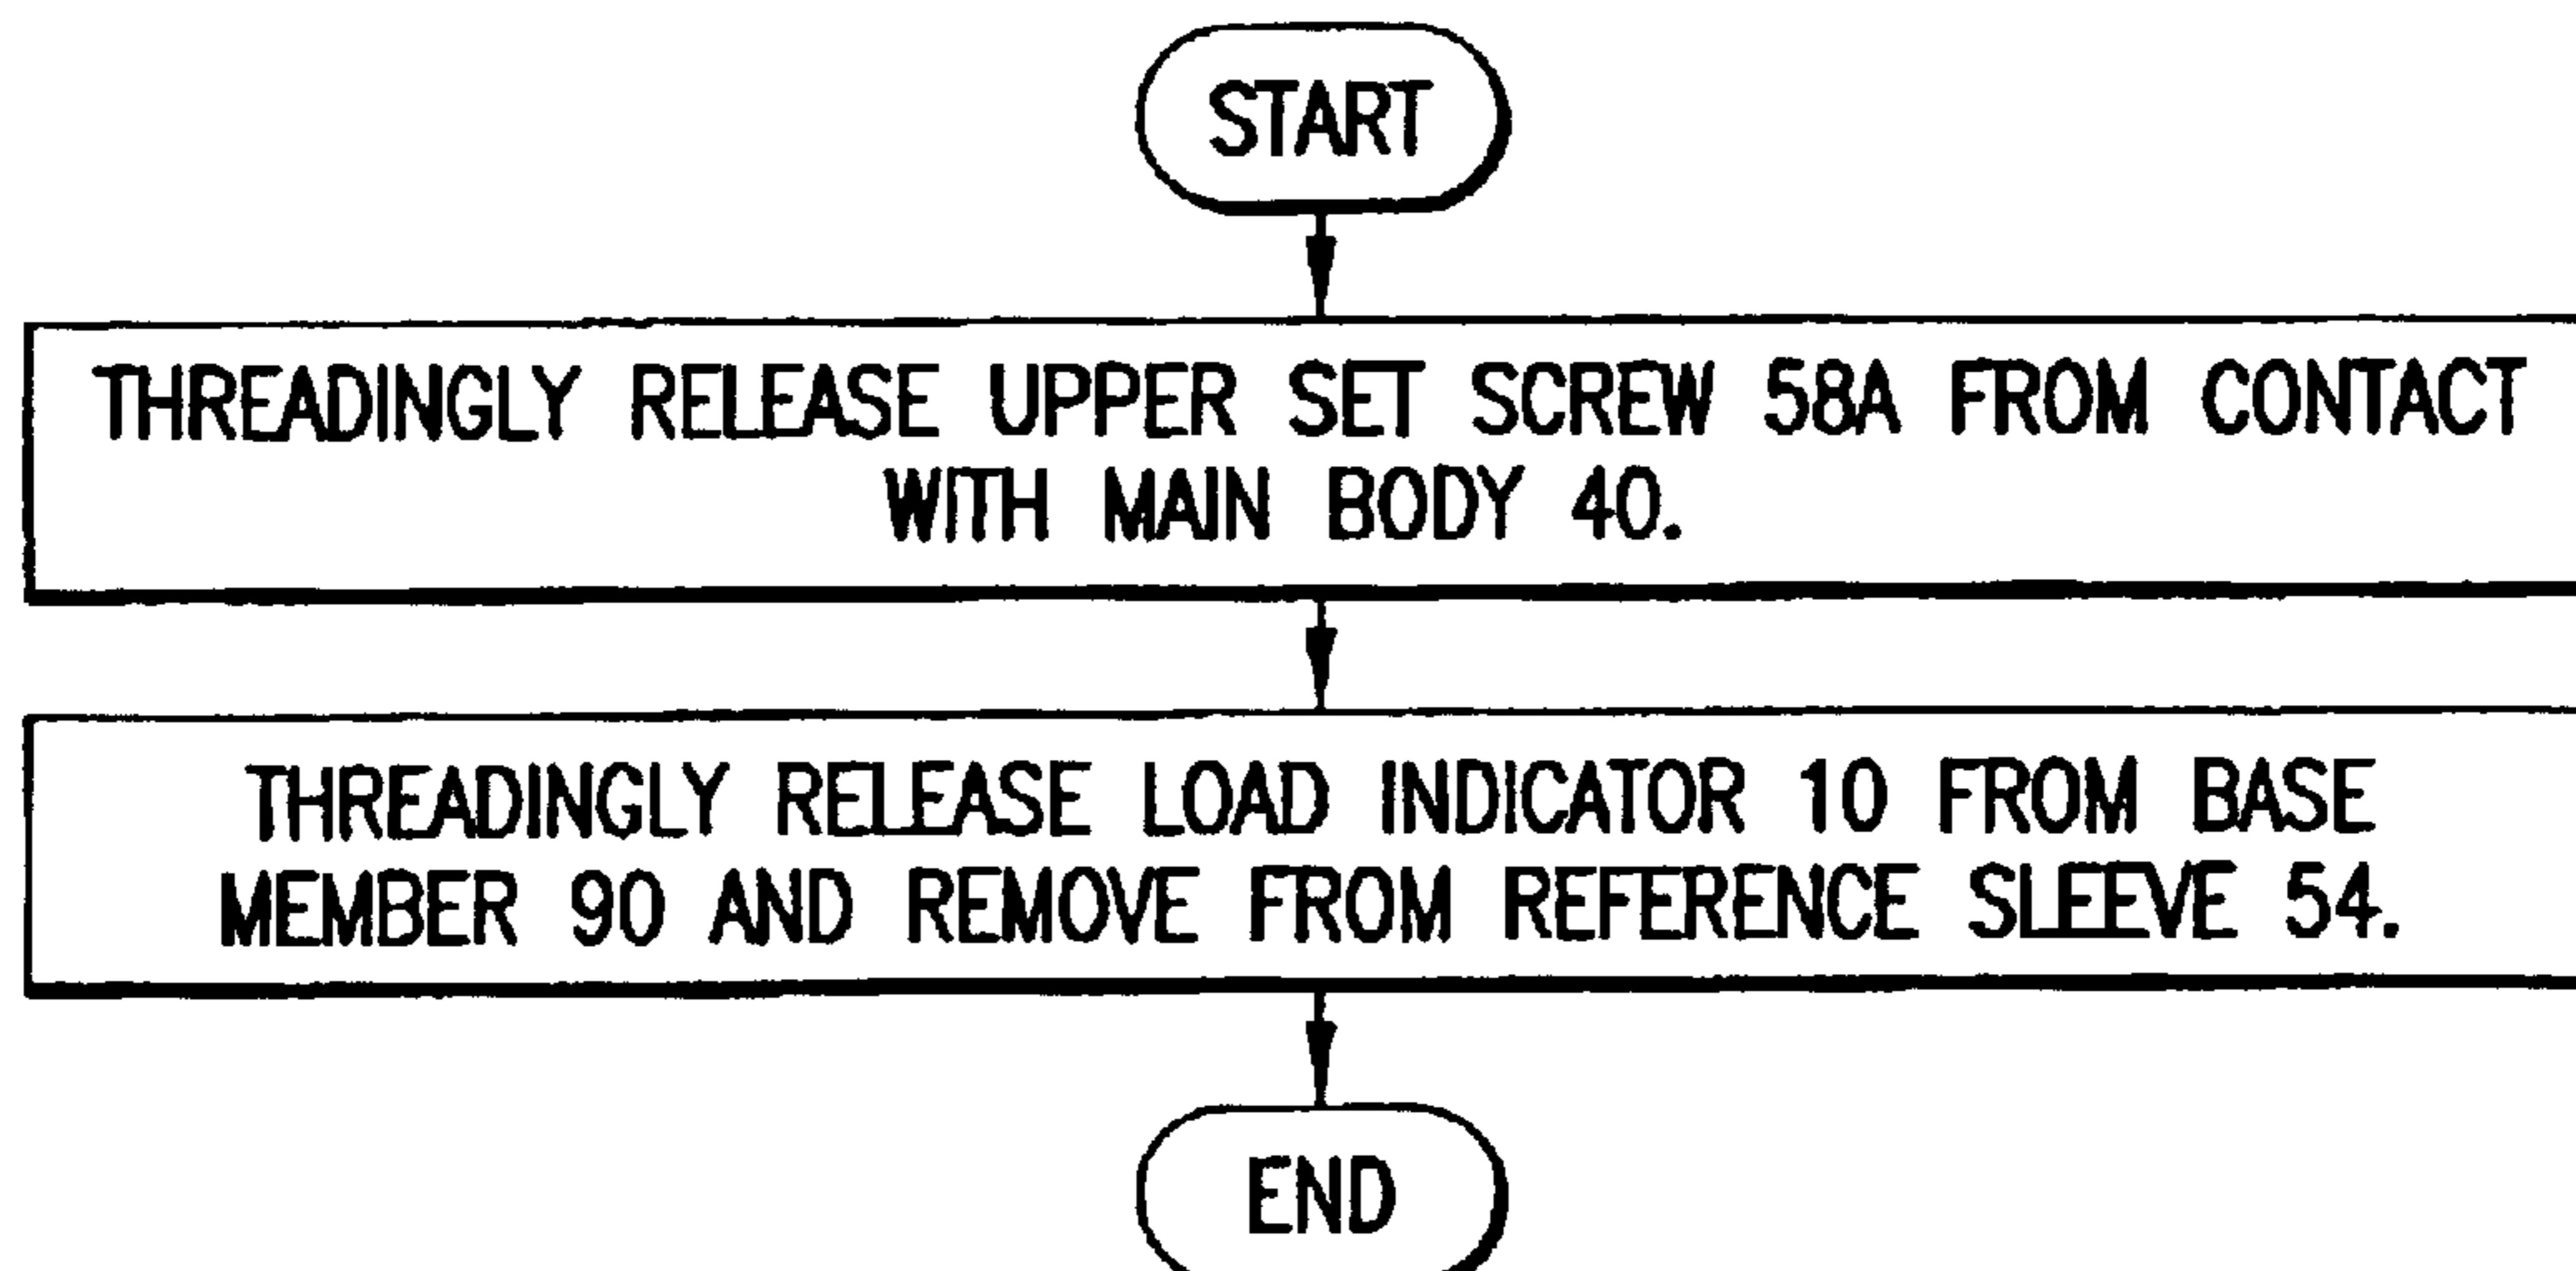 START
THREADINGLY RELEASE UPPER SET SCREW 58A FROM CONTACT
WITH MAIN BODY 40.
THREADINGLY RELEASE LOAD INDICATOR 10 FROM BASE
MEMBER 90 AND REMOVE FROM REFERENCE SLEEVE 54.
END